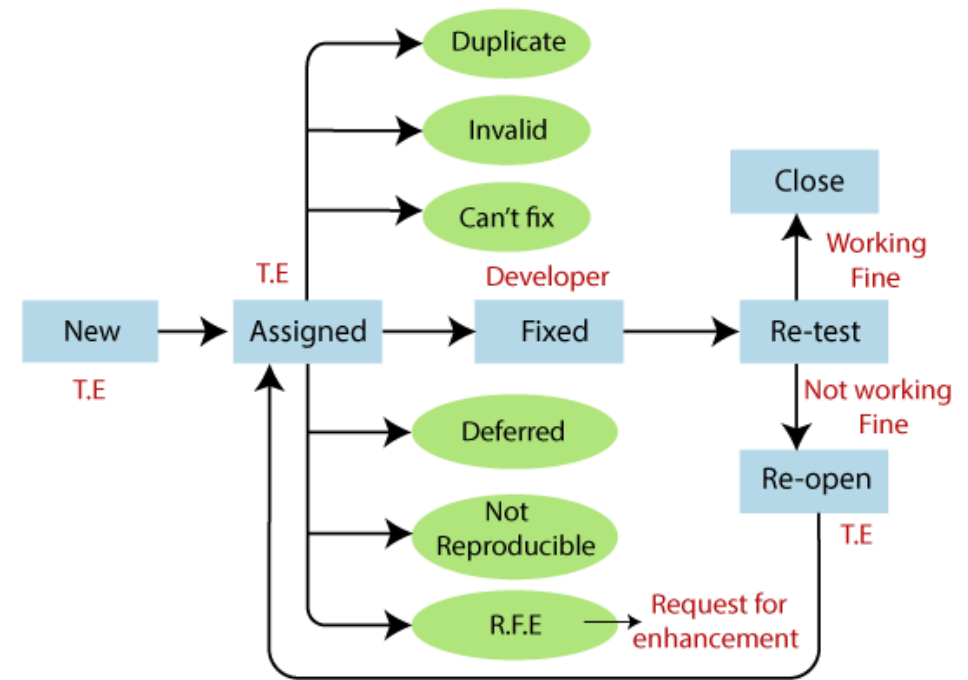 Duplicate
Invalid
Can't fix
Close
Working
Fine
T.E
Developer
New
Assigned
Fixed
Re-test
T.E
Not working
Fine
Deferred
Re-open
Not
Reproducible
T.E
R.F.E
Request for
enhancement